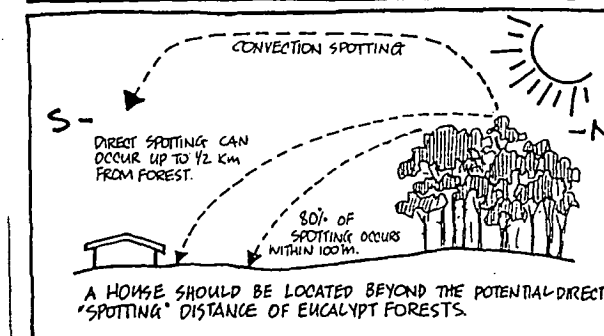 CONVECTION SPOTTING
S-
-N
DIRECT SPOTTING CAN
OCCUR UP TO 1/2 Km
FROM FOREST.
80% OF
SPOTTING OCCURS
WITHIN 100m.
A HOUSE SHOULD BE LOCATED BEYOND THE POTENTIAL DIRECT
"SPOTTING" DISTANCE OF EUCALYPT FORESTS.